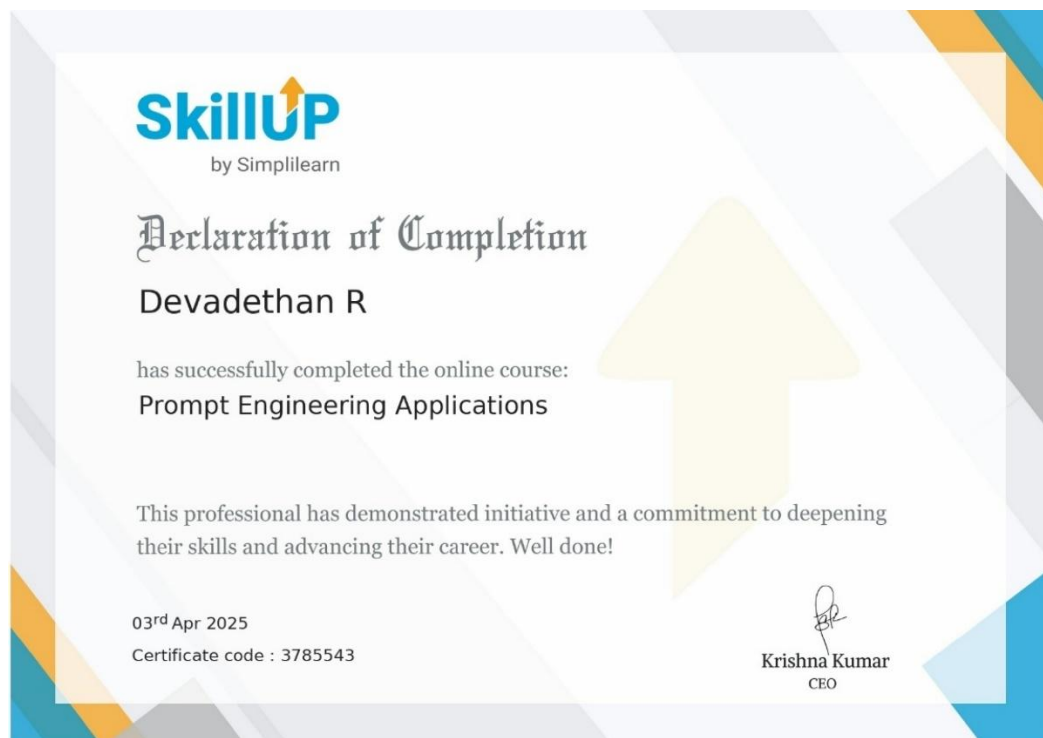 SkillUP
by Simplilearn
Declaration of Completion
Devadethan R
has successfully completed the online course:
Prompt Engineering Applications
This professional has demonstrated initiative and a commitment to deepening
their skills and advancing their career. Well done!
03rd Apr 2025
Certificate code : 3785543
Krishna Kumar
CEO